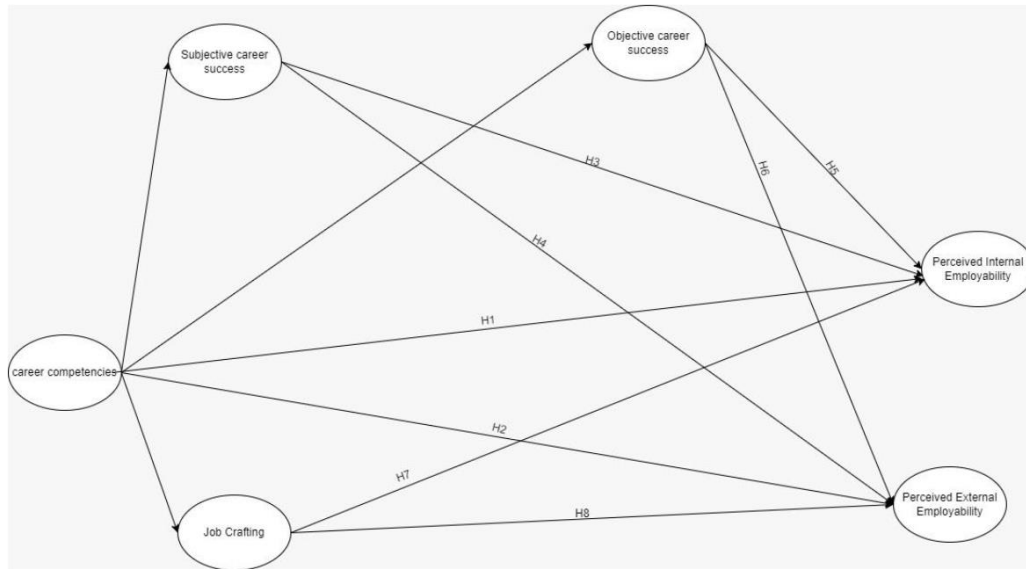 Subjective career
success
Objective career
success
H3
H6
H5
H4
Perceived Internal
Employability
H1
career competencies
H2
H7
Perceived External
Employability
H8
Job Crafting